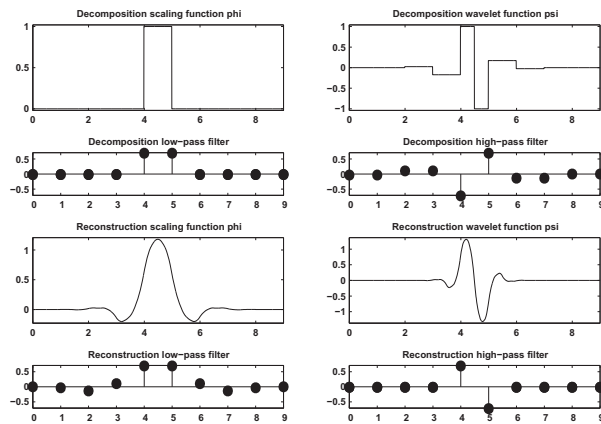 Decomposition scaling function phi
1
0.5
0
0 2 4 6 8
Decomposition wavelet function psi
1
0.5
0
−0.5
−1
0 2 4 6 8
Decomposition low−pass filter
0.5
0
−0.5
0 1 2 3 4 5 6 7 8 9
Decomposition high−pass filter
0.5
0
−0.5
0 1 2 3 4 5 6 7 8 9
Reconstruction scaling function phi
1
0.5
0
0 2 4 6 8
Reconstruction wavelet function psi
1
0
−1
0 2 4 6 8
Reconstruction low−pass filter
0.5
0
−0.5
0 1 2 3 4 5 6 7 8 9
Reconstruction high−pass filter
0.5
0
−0.5
0 1 2 3 4 5 6 7 8 9